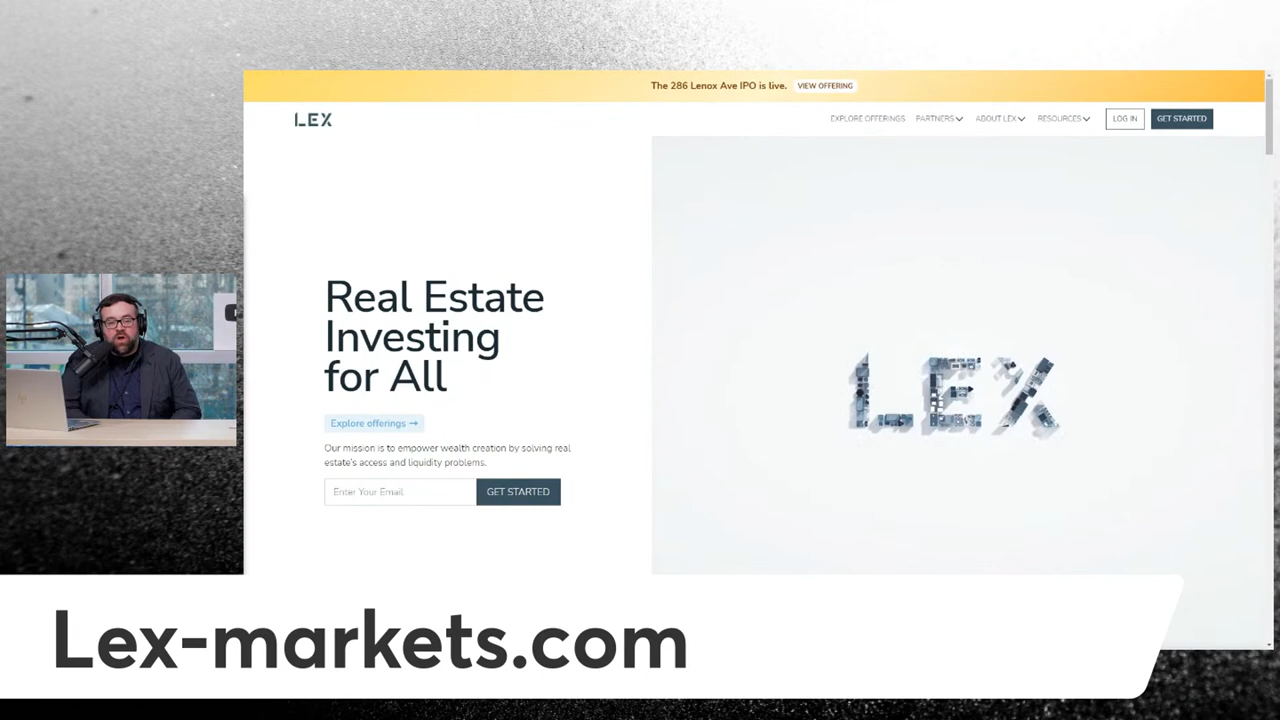 The 286 Lenox Ave IPO is live. VIEW OFFERING
LEX
EXPLORE OFFERINGS PARTNERS ABOUT LEX RESOURCES LOG IN GET STARTED
Real Estate
Investing
for All
Explore offerings →
Our mission is to empower wealth creation by solving real
estate's access and liquidity problems.
Enter Your Email GET STARTED
LEX
Lex-markets.com